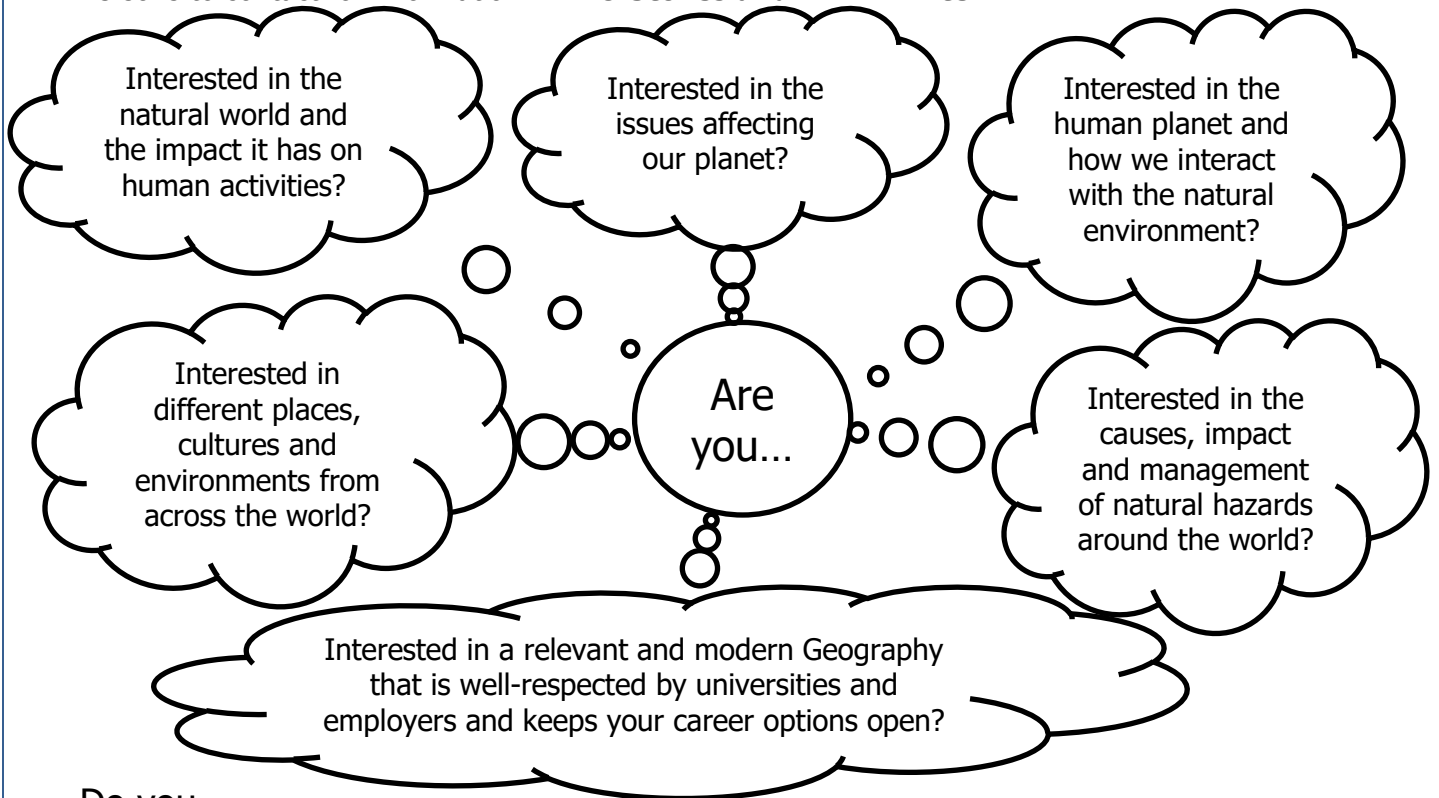 Interested in the
natural world and
the impact it has on
human activities?
Interested in the
issues affecting
our planet?
Interested in the
human planet and
how we interact
with the natural
environment?
Interested in
different places,
cultures and
environments from
across the world?
Are
you...
Interested in the
causes, impact
and management
of natural hazards
around the world?
Interested in a relevant and modern Geography
that is well-respected by universities and
employers and keeps your career options open?
Do you